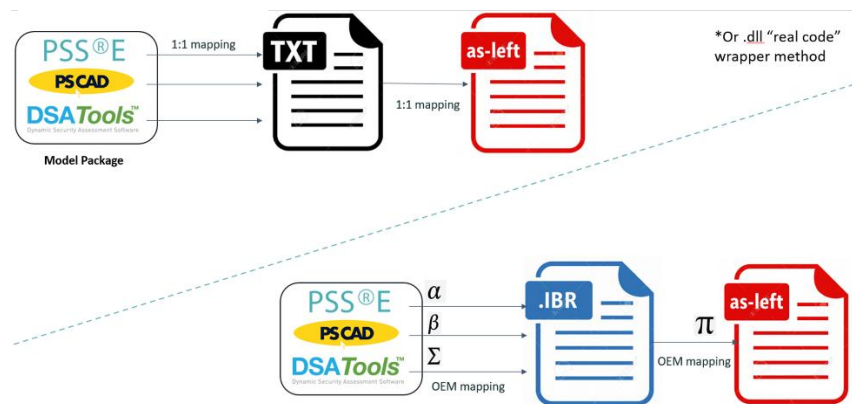 PSS®E
PSCAD
DSATools™
Dynamic Security Assessment Software
Model Package
1:1 mapping
TXT
1:1 mapping
as-left
*Or .dll “real code”
wrapper method
PSS®E
PSCAD
DSATools™
Dynamic Security Assessment Software
α
β
Σ
OEM mapping
.IBR
π
OEM mapping
as-left